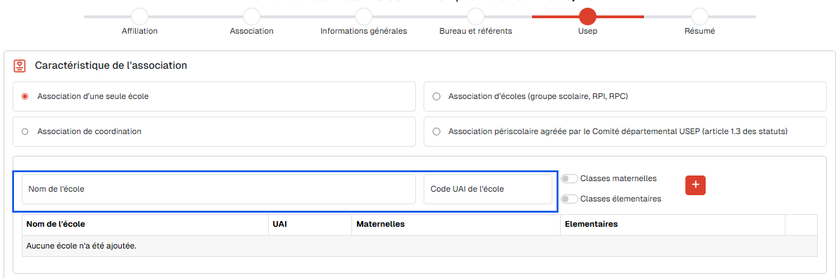 Affiliation
Association
Informations générales
Bureau et référents
Usep
Résumé
Caractéristique de l'association
Association d'une seule école
Association d'écoles (groupe scolaire, RPI, RPC)
Association de coordination
Association périscolaire agréée par le Comité départemental USEP (article 1.3 des statuts)
Nom de l'école
Code UAI de l'école
Classes maternelles
Classes élementaires
+
Nom de l'école UAI Maternelles Elementaires
Aucune école n'a été ajoutée.